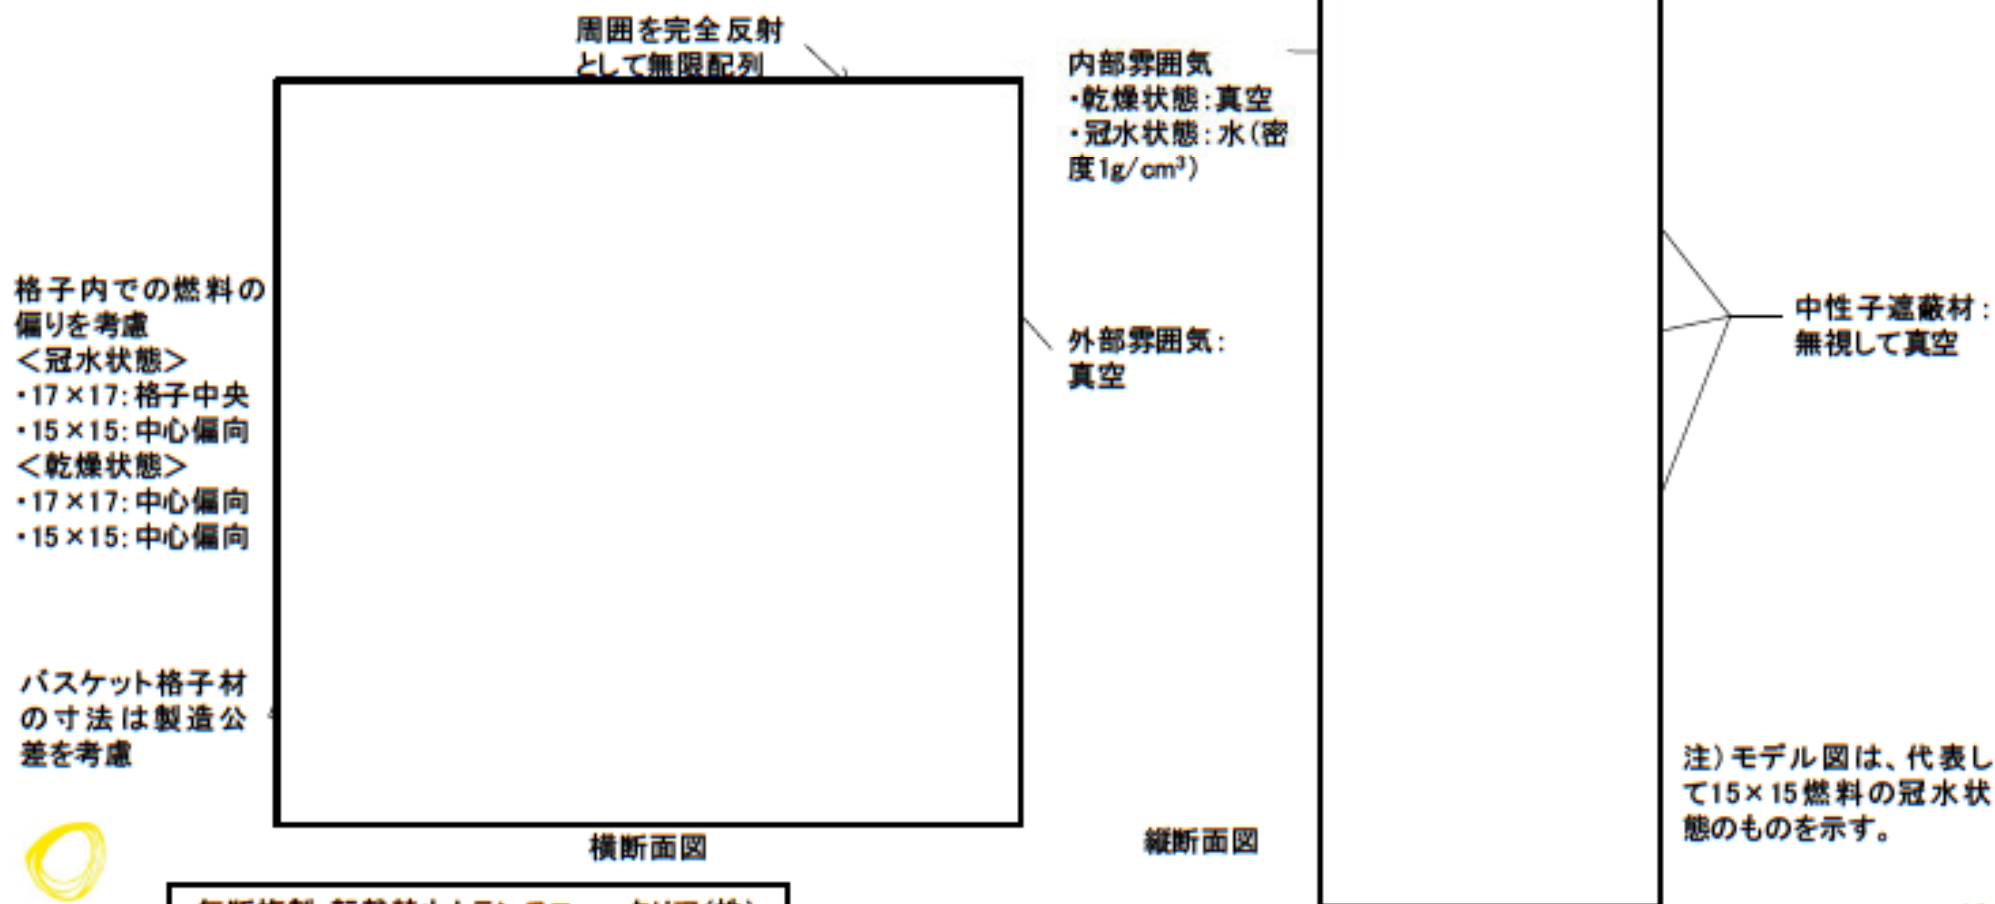 周囲を完全反射
として無限配列
内部雰囲気
・乾燥状態：真空
・冠水状態：水（密
度1g/cm³）
格子内での燃料の
偏りを考慮
＜冠水状態＞
・17×17：格子中央
・15×15：中心偏向
＜乾燥状態＞
・17×17：中心偏向
・15×15：中心偏向
外部雰囲気：
真空
中性子遮蔽材：
無視して真空
バスケット格子材
の寸法は製造公
差を考慮
注）モデル図は、代表し
て15×15燃料の冠水状
態のものを示す。
横断面図
縦断面図